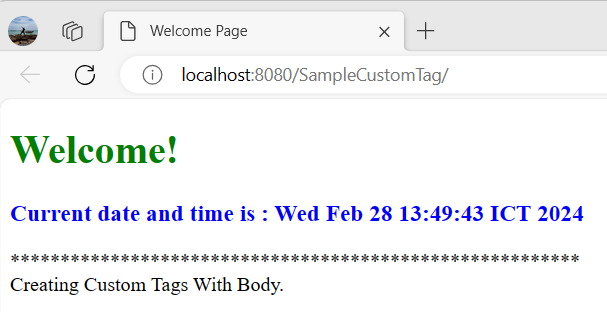 Welcome Page
localhost:8080/SampleCustomTag/
Welcome!
Current date and time is : Wed Feb 28 13:49:43 ICT 2024
*********************************************************
Creating Custom Tags With Body.